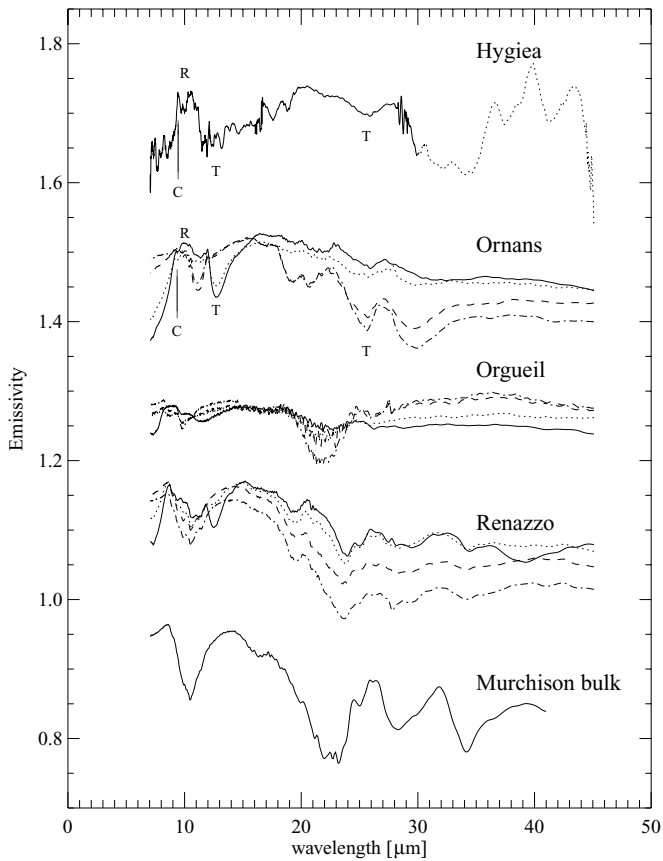 1.8
Hygiea
R
T
T
C
1.6
Ornans
R
1.4
C
T
T
Orgueil
Emissivity
1.2
Renazzo
1.0
Murchison bulk
0.8
0
10
20
30
40
50
wavelength [μm]